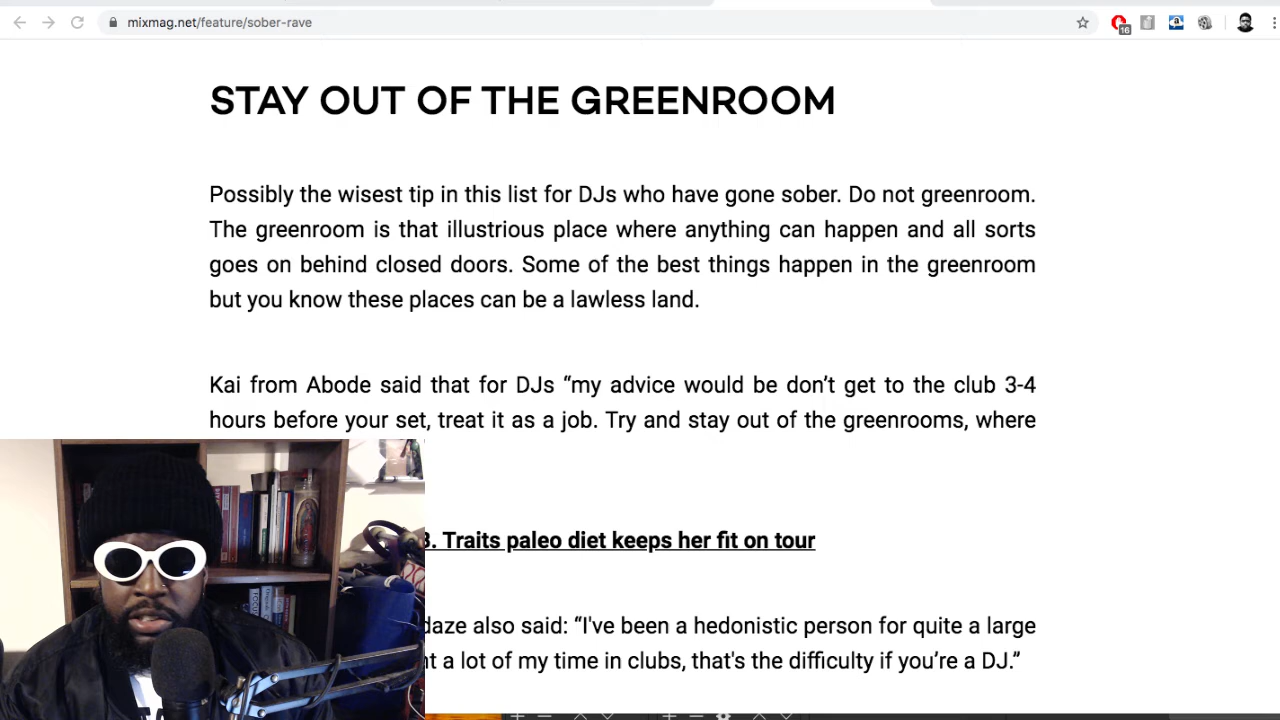 mixmag.net/feature/sober-rave
16
STAY OUT OF THE GREENROOM
Possibly the wisest tip in this list for DJs who have gone sober. Do not greenroom.
The greenroom is that illustrious place where anything can happen and all sorts
goes on behind closed doors. Some of the best things happen in the greenroom
but you know these places can be a lawless land.
Kai from Abode said that for DJs “my advice would be don’t get to the club 3-4
hours before your set, treat it as a job. Try and stay out of the greenrooms, where
B. Traits paleo diet keeps her fit on tour
daze also said: “I've been a hedonistic person for quite a large
a lot of my time in clubs, that's the difficulty if you’re a DJ.”